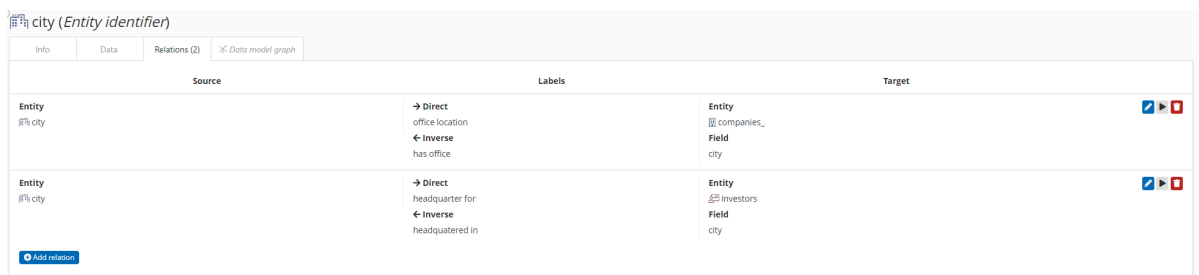 city (Entity identifier)
Info Data Relations (2) Data model graph
Source Labels Target
Entity → Direct Entity
city office location companies_
← Inverse Field
has office city
Entity → Direct Entity
city headquarter for Investors
← Inverse Field
headquatered in city
Add relation